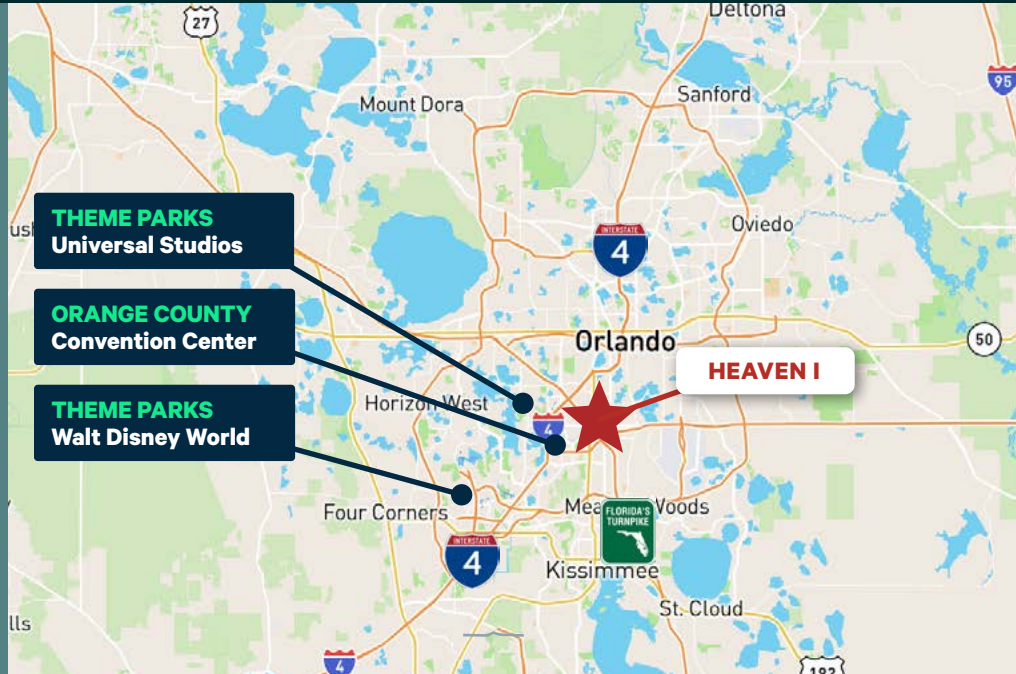 Deltona
27
95
Mount Dora
Sanford
THEME PARKS
Universal Studios
Oviedo
INTERSTATE
4
ORANGE COUNTY
Convention Center
Orlando
50
HEAVEN I
THEME PARKS
Walt Disney World
Horizon West
4
Four Corners
FLORIDA'S
TURNPIKE
INTERSTATE
4
Kissimmee
St. Cloud
4
192